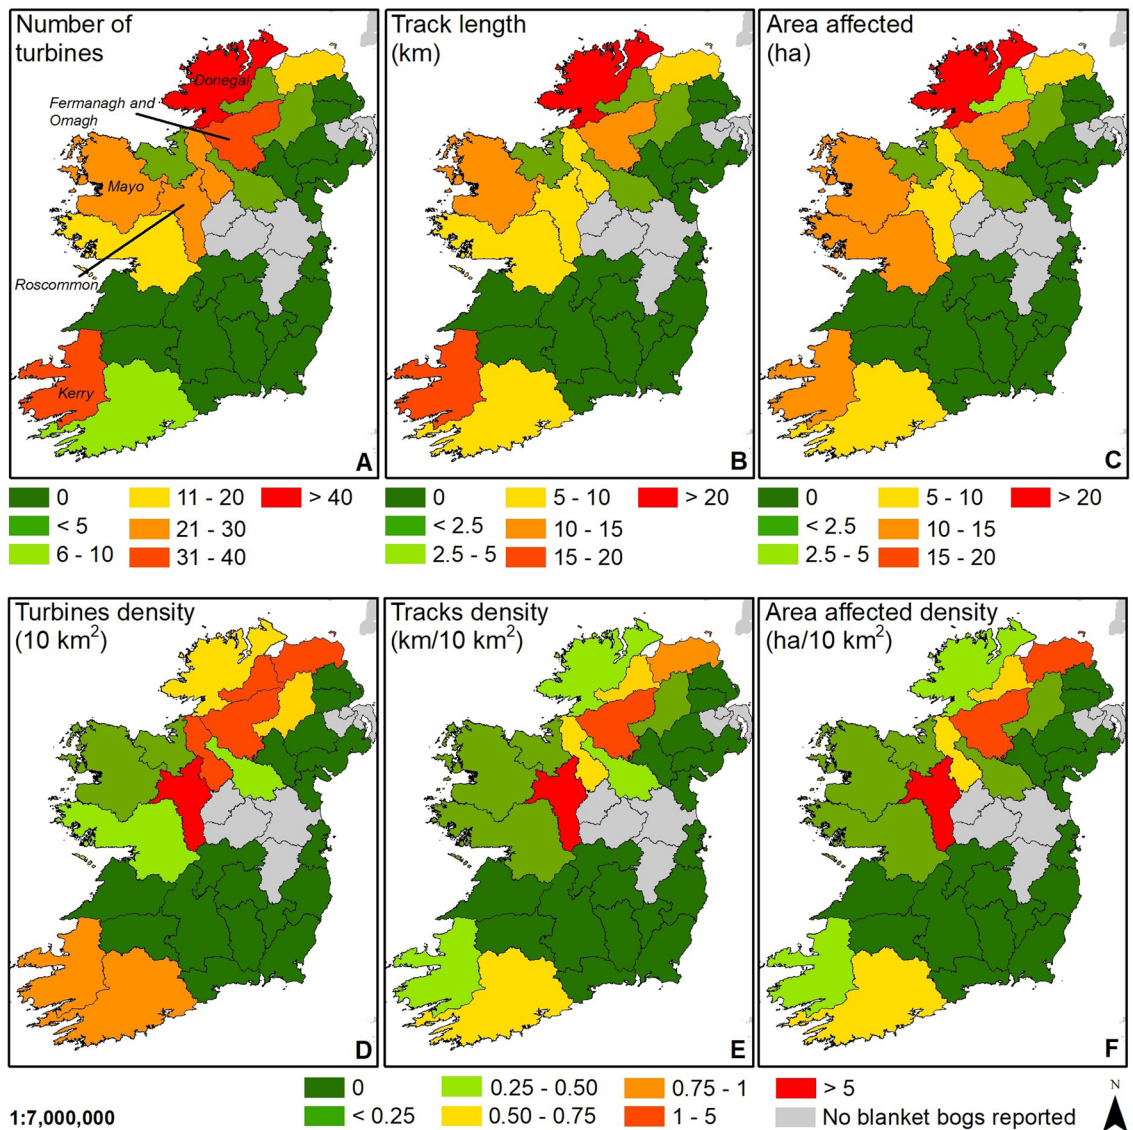 Number of
turbines
Donegal
Fermanagh and
Omagh
Mayo
Roscommon
Kerry
A
Track length
(km)
B
Area affected
(ha)
C
0
< 5
6 - 10
11 - 20
21 - 30
31 - 40
> 40
0
< 2.5
2.5 - 5
5 - 10
10 - 15
15 - 20
> 20
0
< 2.5
2.5 - 5
5 - 10
10 - 15
15 - 20
> 20
Turbines density
(10 km²)
D
Tracks density
(km/10 km²)
E
Area affected density
(ha/10 km²)
F
1:7,000,000
0
< 0.25
0.25 - 0.50
0.50 - 0.75
0.75 - 1
1 - 5
> 5
No blanket bogs reported
N